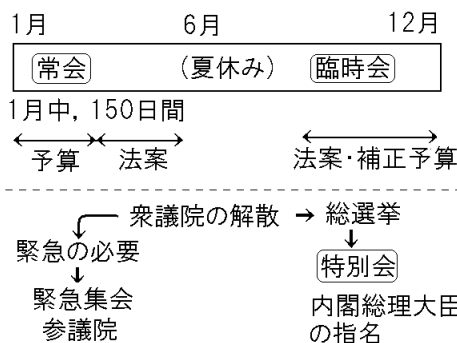 1月 6月 12月
常会 （夏休み） 臨時会
1月中，150日間
予算 法案 法案・補正予算
衆議院の解散 → 総選挙
緊急の必要 特別会
緊急集会 内閣総理大臣
参議院 の指名